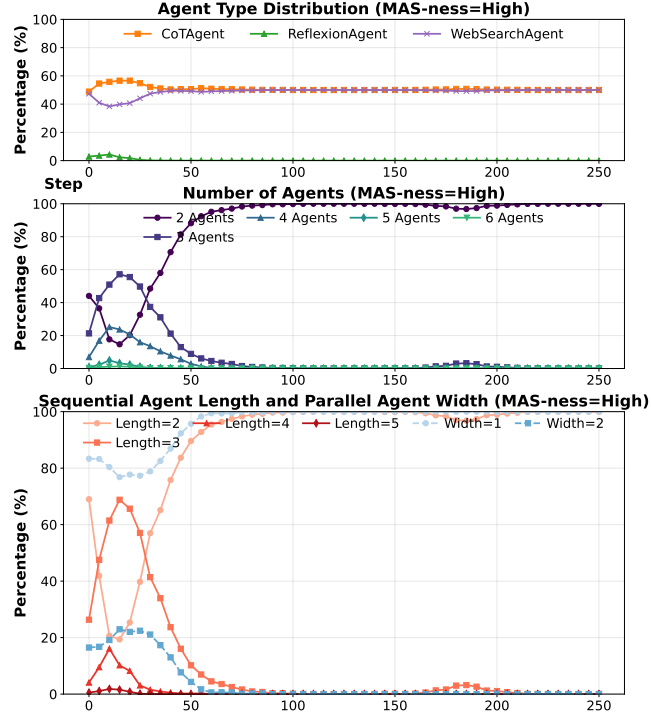 Agent Type Distribution (MAS-ness=High)
CoTAgent ReflexionAgent WebSearchAgent
Percentage (%)
100
80
60
40
20
0
0 50 100 150 200 250
Step
Number of Agents (MAS-ness=High)
2 Agents 4 Agents 5 Agents 6 Agents
3 Agents
Percentage (%)
100
80
60
40
20
0
0 50 100 150 200 250
Sequential Agent Length and Parallel Agent Width (MAS-ness=High)
Length=2 Length=4 Length=5 Width=1 Width=2
Length=3
Percentage (%)
100
80
60
40
20
0
0 50 100 150 200 250